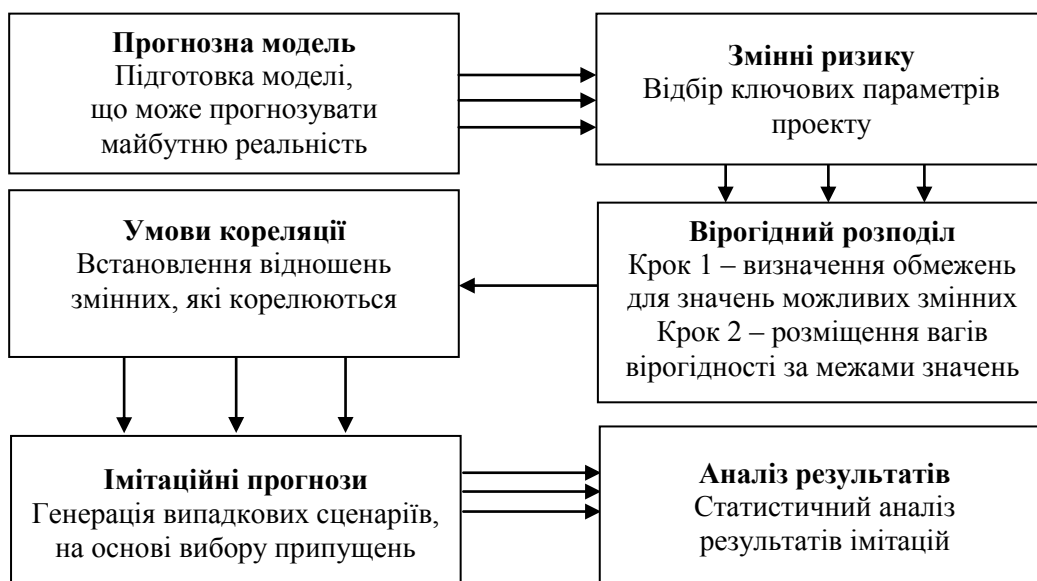 Прогнозна модель
Підготовка моделі,
що може прогнозувати
майбутню реальність
Змінні ризику
Відбір ключових параметрів
проекту
Умови кореляції
Встановлення відношень
змінних, які корелюються
Вірогідний розподіл
Крок 1 – визначення обмежень
для значень можливих змінних
Крок 2 – розміщення вагів
вірогідності за межами значень
Імітаційні прогнози
Генерація випадкових сценаріїв,
на основі вибору припущень
Аналіз результатів
Статистичний аналіз
результатів імітацій